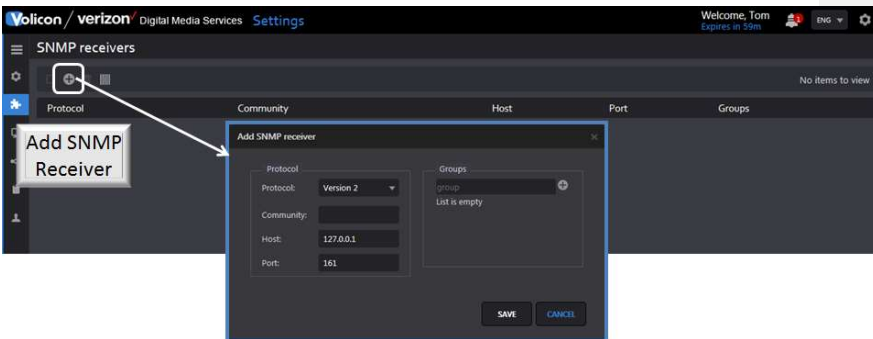 Volicon / verizon Digital Media Services Settings
Welcome, Tom
Expires in 59m
1
ENG
SNMP receivers
No items to view
Protocol Community Host Port Groups
Add SNMP
Receiver
Add SNMP receiver
Protocol Groups
Protocol: Version 2 group
List is empty
Community:
Host: 127.0.0.1
Port: 161
SAVE CANCEL